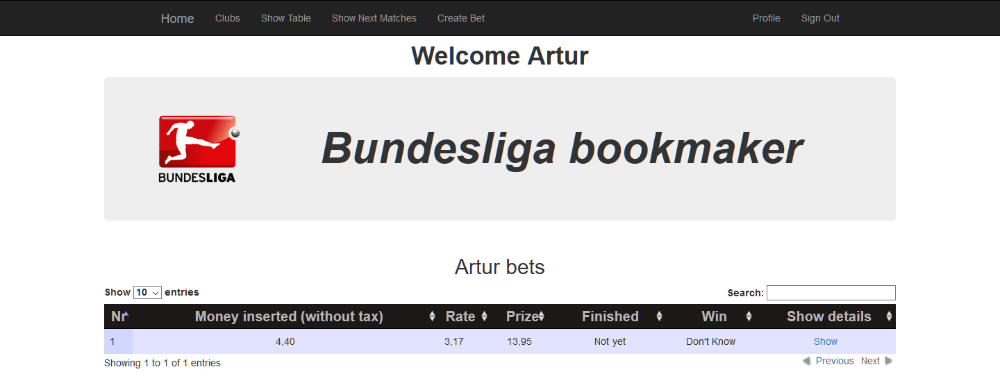 Home Clubs Show Table Show Next Matches Create Bet Profile Sign Out
Welcome Artur
Bundesliga bookmaker
BUNDESLIGA
Artur bets
Show 10 entries Search:
Nr Money inserted (without tax) Rate Prize Finished Win Show details
1 4,40 3,17 13,95 Not yet Don't Know Show
Showing 1 to 1 of 1 entries Previous Next